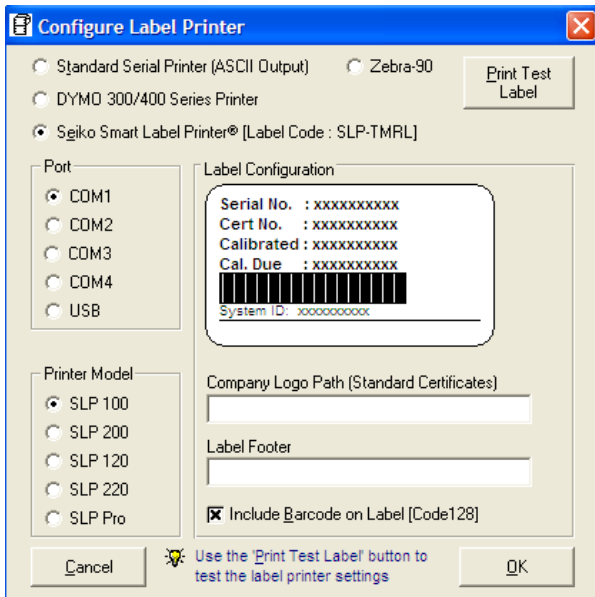 Configure Label Printer
Standard Serial Printer (ASCII Output)
Zebra-90
Print Test
Label
DYMO 300/400 Series Printer
Seiko Smart Label Printer® [Label Code : SLP-TMRL]
Port
COM1
COM2
COM3
COM4
USB
Label Configuration
Serial No. : xxxxxxxxxx
Cert No. : xxxxxxxxxx
Calibrated : xxxxxxxxxx
Cal. Due : xxxxxxxxxx
System ID: xxxxxxxxxx
Printer Model
SLP 100
SLP 200
SLP 120
SLP 220
SLP Pro
Company Logo Path (Standard Certificates)
Label Footer
Include Barcode on Label [Code128]
Cancel
Use the 'Print Test Label' button to
test the label printer settings
OK